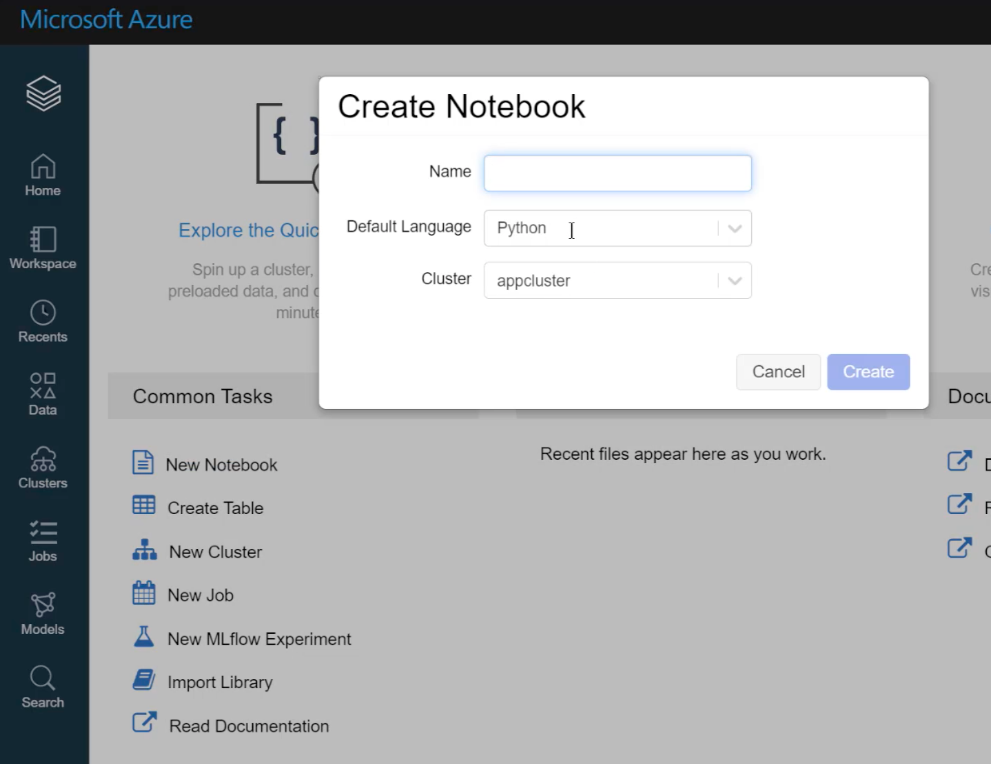 Microsoft Azure
Home
Workspace
Recents
Data
Clusters
Jobs
Models
Search
Explore the Quic
Spin up a cluster,
preloaded data, and
minute
Create Notebook
Name
Default Language Python
Cluster appcluster
Cancel Create
Cre
vis
Common Tasks
New Notebook
Create Table
New Cluster
New Job
New MLflow Experiment
Import Library
Read Documentation
Recent files appear here as you work.
Docu